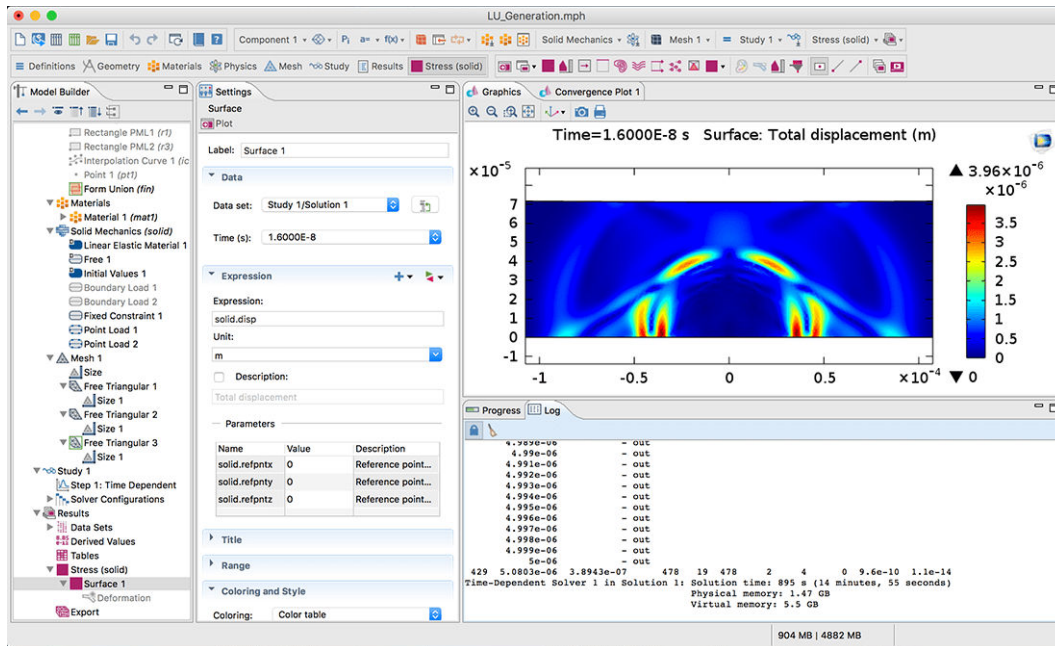 LU_Generation.mph
Component 1
Pi a= f(x)
Solid Mechanics
Mesh 1
Study 1
Stress (solid)
Definitions Geometry Materials Physics Mesh Study Results Stress (solid)
Model Builder
Rectangle PML1 (r1)
Rectangle PML2 (r3)
Interpolation Curve 1 (ic
Point 1 (pt1)
Form Union (fin)
Materials
Material 1 (mat1)
Solid Mechanics (solid)
Linear Elastic Material 1
Free 1
Initial Values 1
Boundary Load 1
Boundary Load 2
Fixed Constraint 1
Point Load 1
Point Load 2
Mesh 1
Size
Free Triangular 1
Size 1
Free Triangular 2
Size 1
Free Triangular 3
Size 1
Study 1
Step 1: Time Dependent
Solver Configurations
Results
Data Sets
Derived Values
Tables
Stress (solid)
Surface 1
Deformation
Export
Settings
Surface
Plot
Label: Surface 1
Data
Data set: Study 1/Solution 1
Time (s): 1.6000E-8
Expression
Expression:
solid.disp
Unit:
m
Description:
Total displacement
Parameters
Name Value Description
solid.refpntx 0 Reference point...
solid.refpnty 0 Reference point...
solid.refpntz 0 Reference point...
Title
Range
Coloring and Style
Coloring: Color table
Graphics Convergence Plot 1
Time=1.6000E-8 s Surface: Total displacement (m)
×10⁻⁵
7
6
5
4
3
2
1
0
-1
-1 -0.5 0 0.5 ×10⁻⁴
▲ 3.96×10⁻⁶
×10⁻⁶
3.5
3
2.5
2
1.5
1
0.5
0
▼ 0
Progress Log
4.989e-06 - out
4.99e-06 - out
4.991e-06 - out
4.992e-06 - out
4.993e-06 - out
4.994e-06 - out
4.995e-06 - out
4.996e-06 - out
4.997e-06 - out
4.998e-06 - out
4.999e-06 - out
5e-06 - out
429 5.0803e-06 3.8943e-07 478 19 478 2 4 0 9.6e-10 1.1e-14
Time-Dependent Solver 1 in Solution 1: Solution time: 895 s (14 minutes, 55 seconds)
Physical memory: 1.47 GB
Virtual memory: 5.5 GB
904 MB | 4882 MB